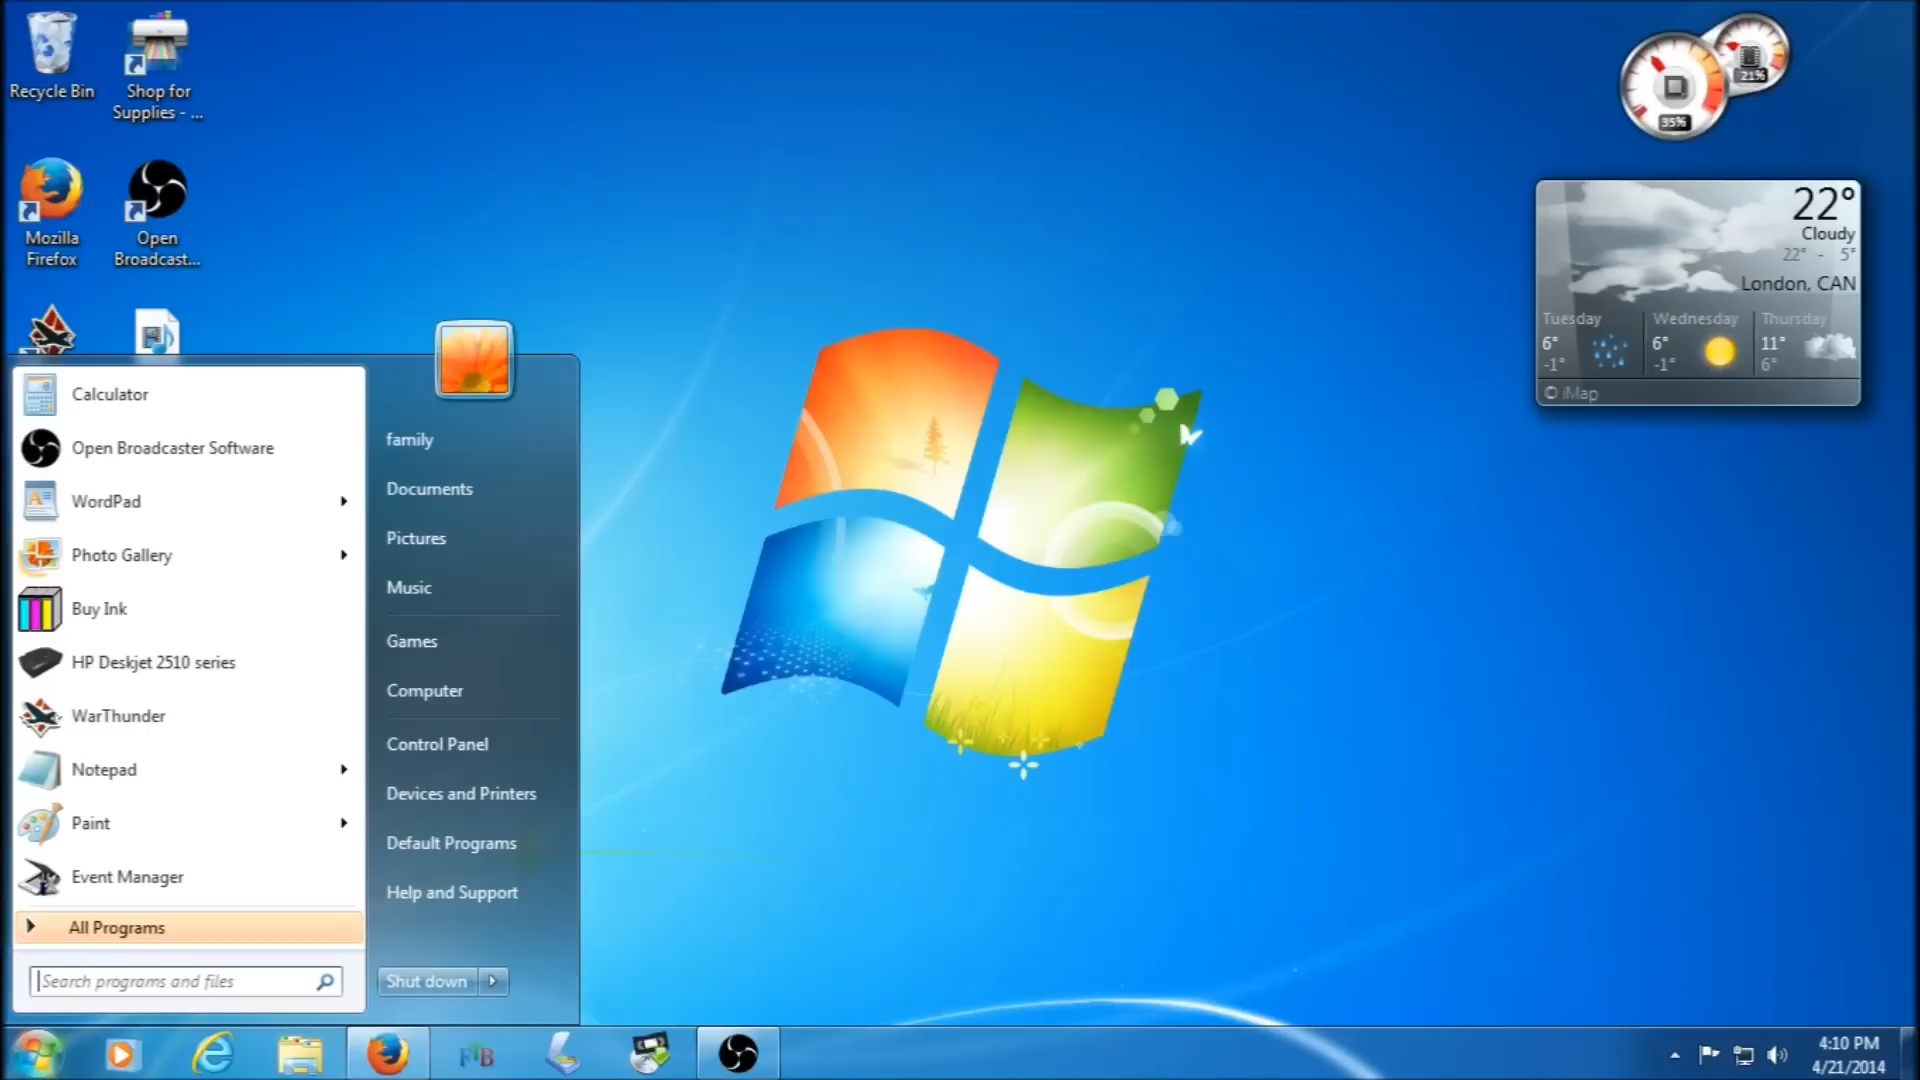 Recycle Bin
Shop for
Supplies - ...
Mozilla
Firefox
Open
Broadcast...
21%
35%
22°
Cloudy
22° - 5°
London, CAN
Tuesday
6°
-1°
Wednesday
6°
-1°
Thursday
11°
6°
© iMap
Calculator
Open Broadcaster Software
WordPad
Photo Gallery
Buy Ink
HP Deskjet 2510 series
WarThunder
Notepad
Paint
Event Manager
All Programs
Search programs and files
family
Documents
Pictures
Music
Games
Computer
Control Panel
Devices and Printers
Default Programs
Help and Support
Shut down
FTB
4:10 PM
4/21/2014